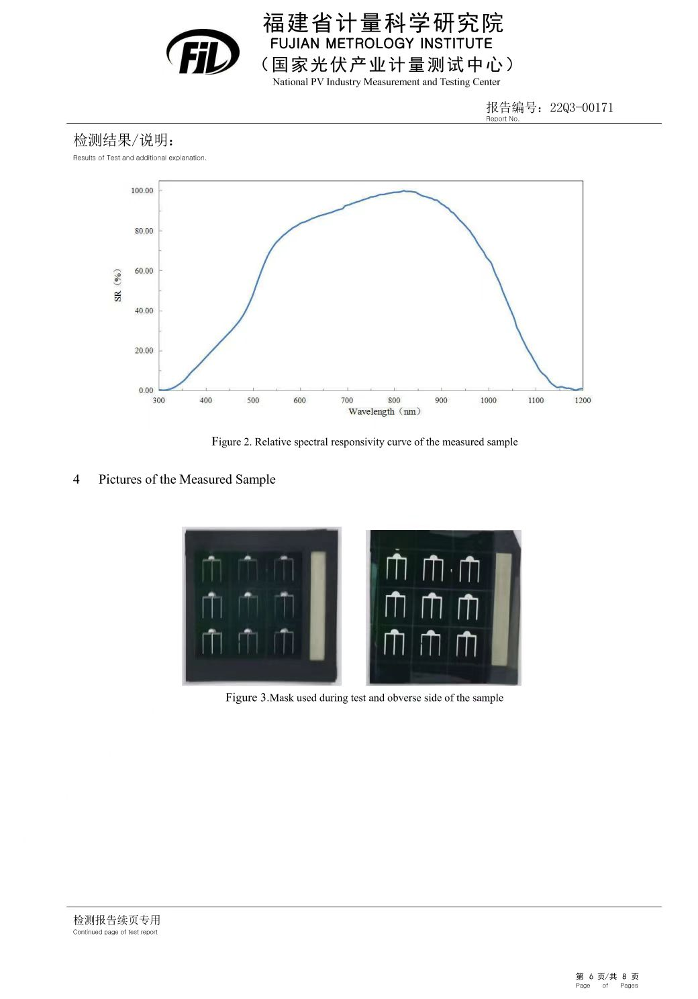 FJL
福建省计量科学研究院
FUJIAN METROLOGY INSTITUTE
（国家光伏产业计量测试中心）
National PV Industry Measurement and Testing Center
报告编号：22Q3-00171
Report No.
检测结果/说明：
Results of Test and additional explanation.
100.00
80.00
60.00
40.00
20.00
0.00
SR（%）
300 400 500 600 700 800 900 1000 1100 1200
Wavelength（nm）
Figure 2. Relative spectral responsivity curve of the measured sample
4 Pictures of the Measured Sample
Figure 3.Mask used during test and obverse side of the sample
检测报告续页专用
Continued page of test report
第 6 页/共 8 页
Page of Pages